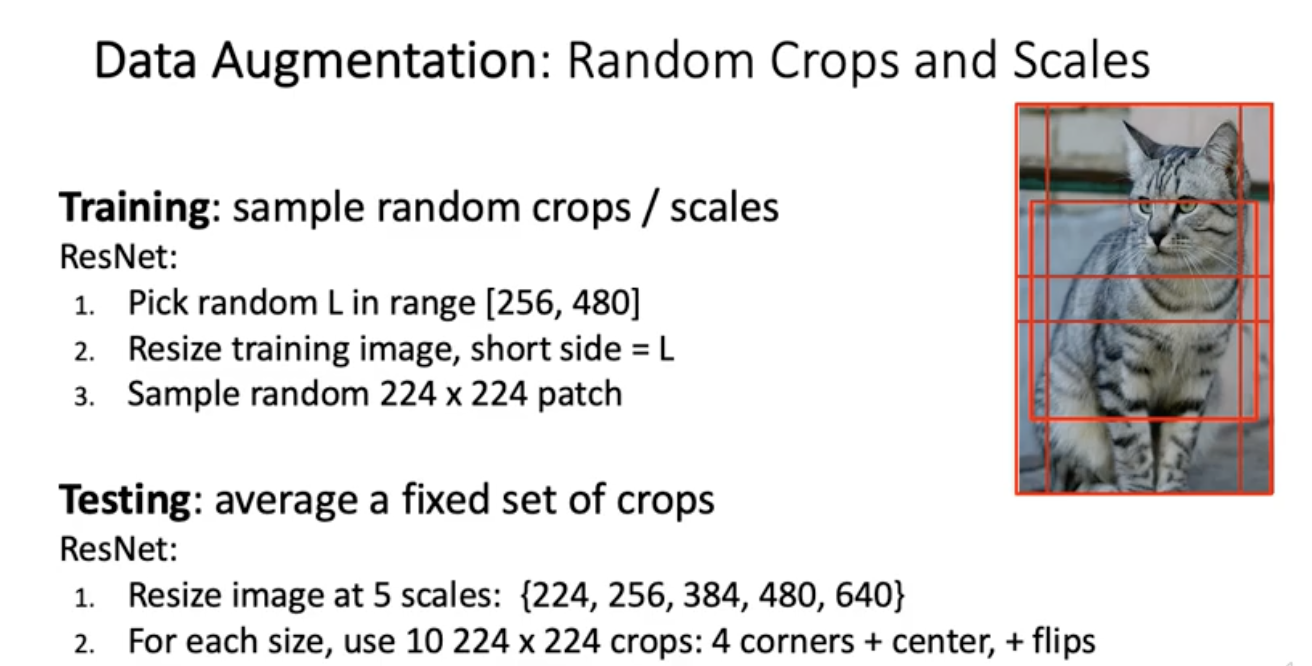 Data Augmentation: Random Crops and Scales
Training: sample random crops / scales
ResNet:
1. Pick random L in range [256, 480]
2. Resize training image, short side = L
3. Sample random 224 x 224 patch
Testing: average a fixed set of crops
ResNet:
1. Resize image at 5 scales: {224, 256, 384, 480, 640}
2. For each size, use 10 224 x 224 crops: 4 corners + center, + flips